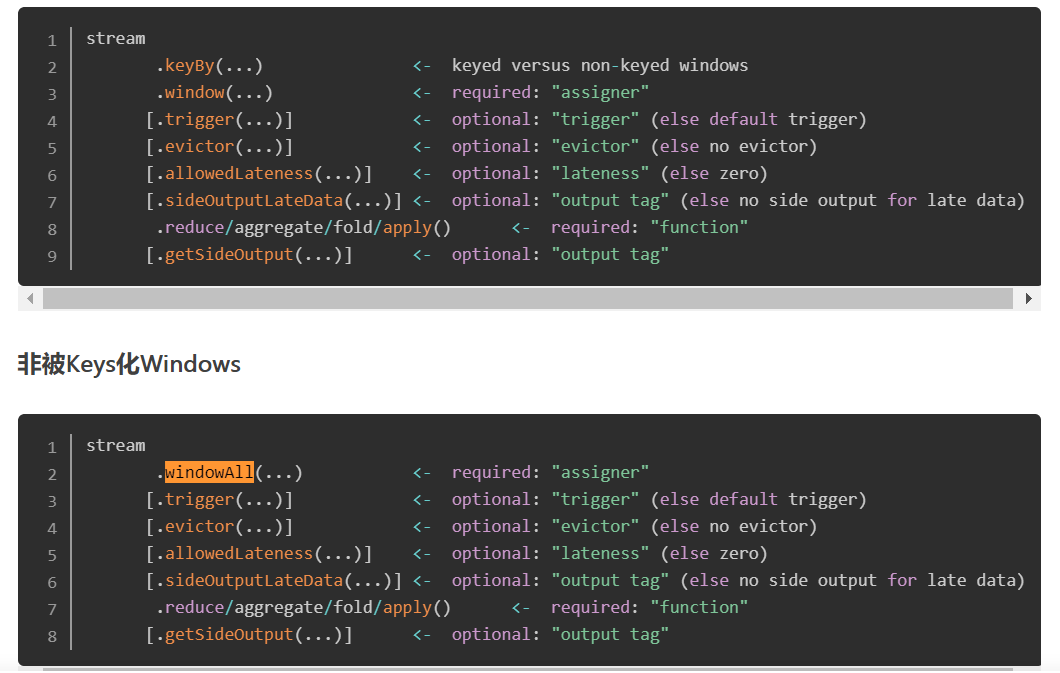 1 stream
2 .keyBy(...) <- keyed versus non-keyed windows
3 .window(...) <- required: "assigner"
4 [.trigger(...)] <- optional: "trigger" (else default trigger)
5 [.evictor(...)] <- optional: "evictor" (else no evictor)
6 [.allowedLateness(...)] <- optional: "lateness" (else zero)
7 [.sideOutputLateData(...)] <- optional: "output tag" (else no side output for late data)
8 .reduce/aggregate/fold/apply() <- required: "function"
9 [.getSideOutput(...)] <- optional: "output tag"
非被Keys化Windows
1 stream
2 .windowAll(...) <- required: "assigner"
3 [.trigger(...)] <- optional: "trigger" (else default trigger)
4 [.evictor(...)] <- optional: "evictor" (else no evictor)
5 [.allowedLateness(...)] <- optional: "lateness" (else zero)
6 [.sideOutputLateData(...)] <- optional: "output tag" (else no side output for late data)
7 .reduce/aggregate/fold/apply() <- required: "function"
8 [.getSideOutput(...)] <- optional: "output tag"